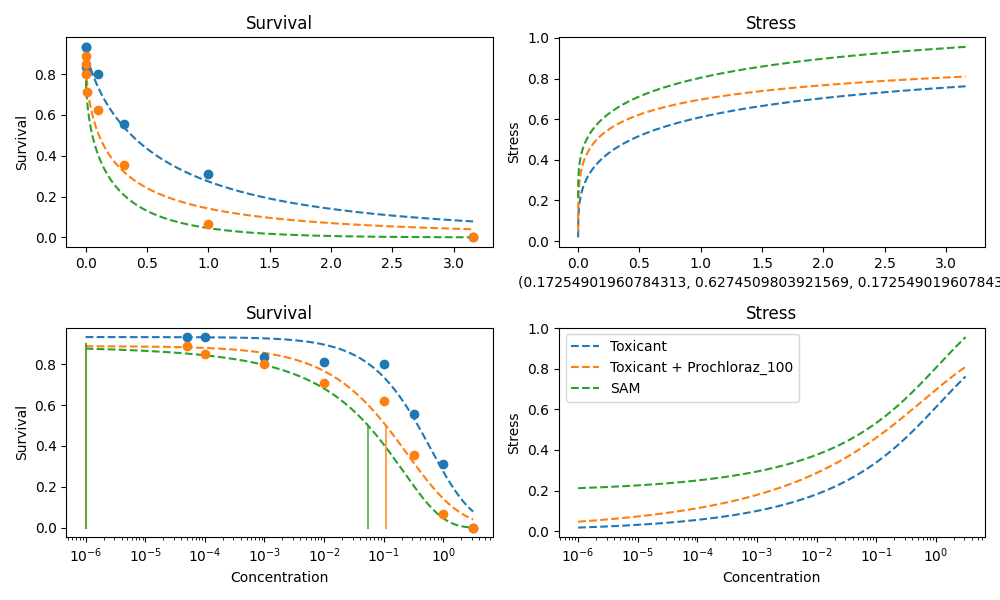 Survival
Survival
0.0 0.2 0.4 0.6 0.8
0.0 0.5 1.0 1.5 2.0 2.5 3.0
Stress
Stress
0.0 0.2 0.4 0.6 0.8 1.0
0.0 0.5 1.0 1.5 2.0 2.5 3.0
(0.17254901960784313, 0.6274509803921569, 0.172549019607843
Survival
Survival
0.0 0.2 0.4 0.6 0.8
10⁻⁶ 10⁻⁵ 10⁻⁴ 10⁻³ 10⁻² 10⁻¹ 10⁰
Concentration
Stress
Stress
0.0 0.2 0.4 0.6 0.8 1.0
Toxicant
Toxicant + Prochloraz_100
SAM
10⁻⁶ 10⁻⁵ 10⁻⁴ 10⁻³ 10⁻² 10⁻¹ 10⁰
Concentration